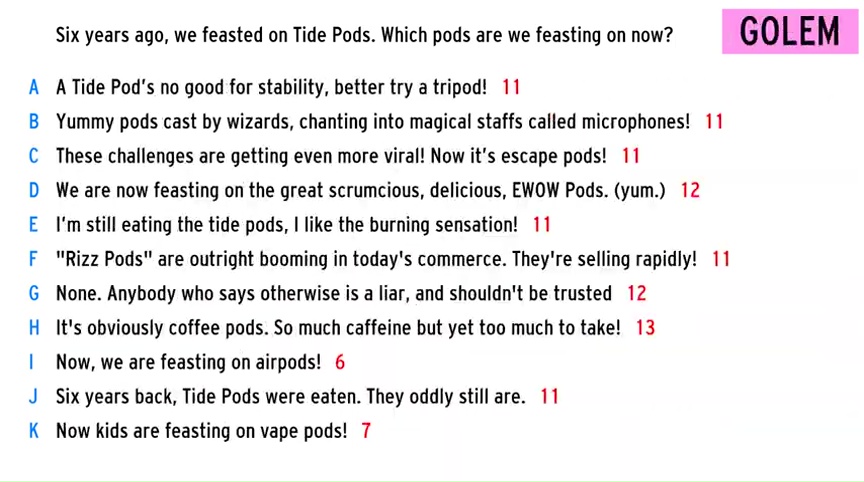 Six years ago, we feasted on Tide Pods. Which pods are we feasting on now?
GOLEM
A A Tide Pod's no good for stability, better try a tripod! 11
B Yummy pods cast by wizards, chanting into magical staffs called microphones! 11
C These challenges are getting even more viral! Now it's escape pods! 11
D We are now feasting on the great scrumcious, delicious, EWOW Pods. (yum.) 12
E I'm still eating the tide pods, I like the burning sensation! 11
F "Rizz Pods" are outright booming in today's commerce. They're selling rapidly! 11
G None. Anybody who says otherwise is a liar, and shouldn't be trusted 12
H It's obviously coffee pods. So much caffeine but yet too much to take! 13
I Now, we are feasting on airpods! 6
J Six years back, Tide Pods were eaten. They oddly still are. 11
K Now kids are feasting on vape pods! 7